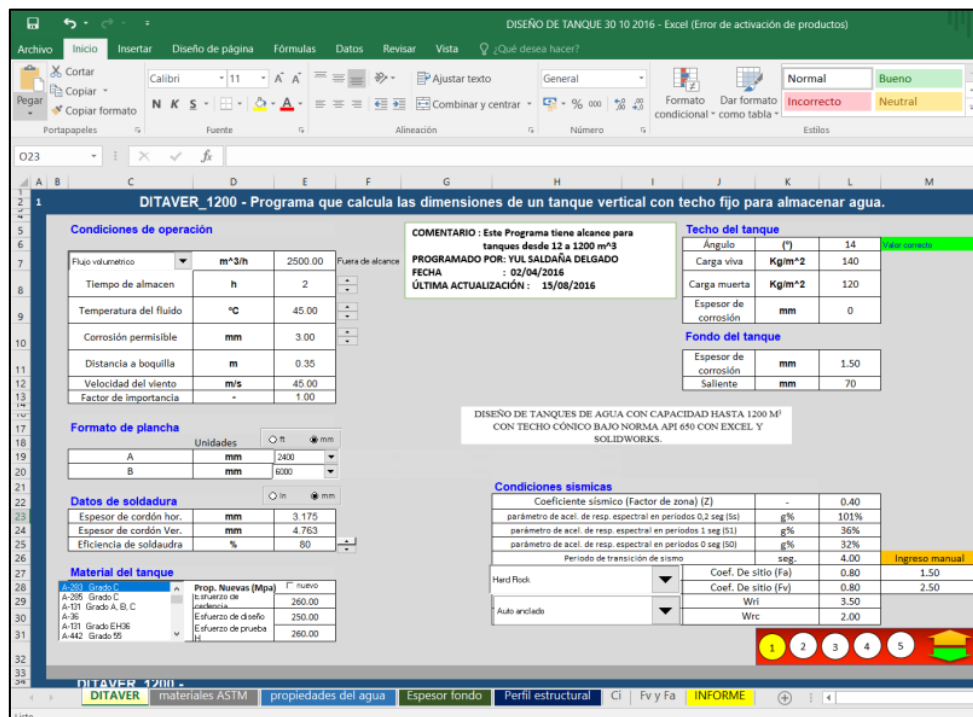 DISEÑO DE TANQUE 30 10 2016 - Excel (Error de activación de productos)
Archivo Inicio Insertar Diseño de página Fórmulas Datos Revisar Vista ¿Qué desea hacer?
Pegar
Cortar
Copiar
Copiar formato
Portapapeles
Calibri 11
N K S
Fuente
Ajustar texto
Combinar y centrar
Alineación
General
% 000
Número
Formato condicional
Dar formato como tabla
Normal Bueno
Incorrecto Neutral
Estilos
O23 fx
A B C D E F G H I J K L M
1 DITAVER_1200 - Programa que calcula las dimensiones de un tanque vertical con techo fijo para almacenar agua.
Condiciones de operación
Flujo volumetrico m^3/h 2500.00 Fuera de alcance
Tiempo de almacen h 2
Temperatura del fluido °C 45.00
Corrosión permisible mm 3.00
Distancia a boquilla m 0.35
Velocidad del viento m/s 45.00
Factor de importancia - 1.00
COMENTARIO : Este Programa tiene alcance para
tanques desde 12 a 1200 m^3
PROGRAMADO POR: YUL SALDAÑA DELGADO
FECHA : 02/04/2016
ÚLTIMA ACTUALIZACIÓN : 15/08/2016
Techo del tanque
Ángulo (°) 14 Valor correcto
Carga viva Kg/m^2 140
Carga muerta Kg/m^2 120
Espesor de corrosión mm 0
Fondo del tanque
Espesor de corrosión mm 1.50
Saliente mm 70
DISEÑO DE TANQUES DE AGUA CON CAPACIDAD HASTA 1200 M³
CON TECHO CÓNICO BAJO NORMA API 650 CON EXCEL Y
SOLIDWORKS.
Formato de plancha
Unidades ft mm
A mm 2400
B mm 6000
Datos de soldadura
In mm
Espesor de cordón hor. mm 3.175
Espesor de cordón Ver. mm 4.763
Eficiencia de soldaudra % 80
Material del tanque
A-283 Grado C
A-285 Grado C
A-131 Grado A, B, C
A-36
A-131 Grado EH36
A-442 Grado 55
Prop. Nuevas (Mpa) nuevo
Esfuerzo de cedencia 260.00
Esfuerzo de diseño 250.00
Esfuerzo de prueba H 260.00
Condiciones sísmicas
Coeficiente sísmico (Factor de zona) (Z) - 0.40
parámetro de acel. de resp. espectral en períodos 0,2 seg (Ss) g% 101%
parámetro de acel. de resp. espectral en períodos 1 seg (S1) g% 36%
parámetro de acel. de resp. espectral en períodos 0 seg (S0) g% 32%
Periodo de transición de sismo seg. 4.00 Ingreso manual
Hard Rock Coef. De sitio (Fa) 0.80 1.50
Coef. De sitio (Fv) 0.80 2.50
Auto anclado Wri 3.50
Wrc 2.00
1 2 3 4 5
DITAVER_1200 -
DITAVER materiales ASTM propiedades del agua Espesor fondo Perfil estructural Ci Fv y Fa INFORME
Listo